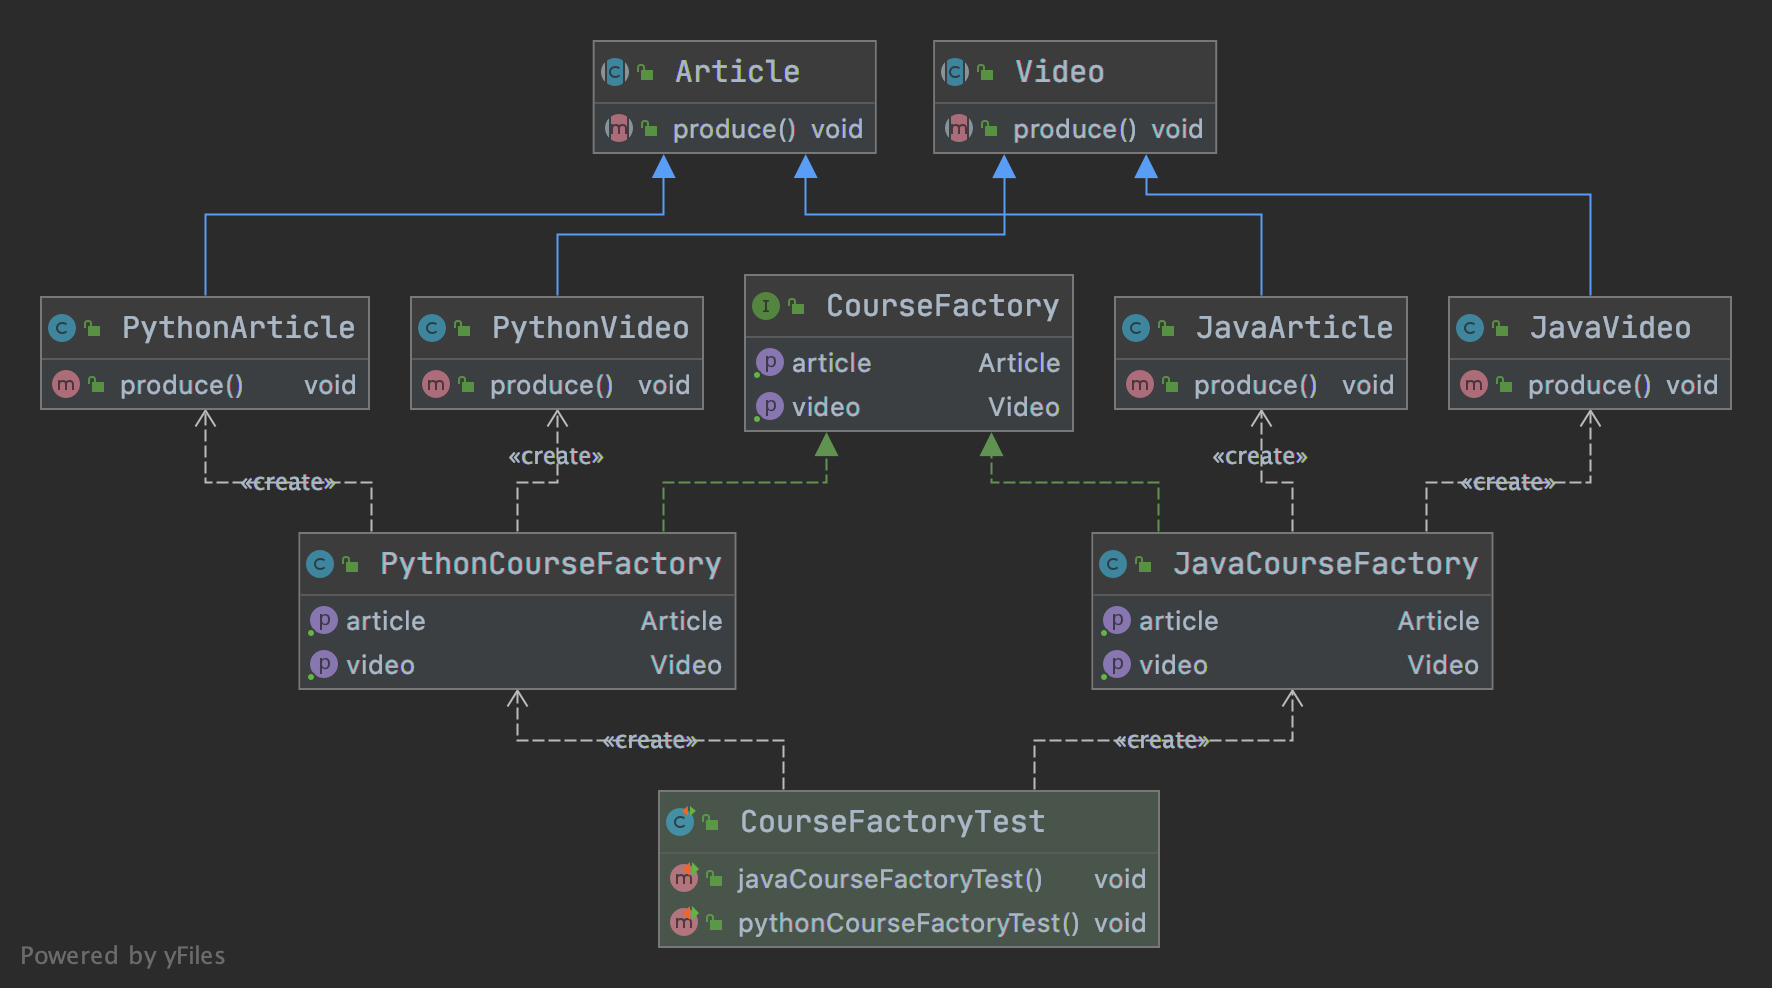 Article
produce() void
Video
produce() void
PythonArticle
produce() void
PythonVideo
produce() void
CourseFactory
article Article
video Video
JavaArticle
produce() void
JavaVideo
produce() void
«create»
«create»
«create»
«create»
PythonCourseFactory
article Article
video Video
JavaCourseFactory
article Article
video Video
«create»
«create»
CourseFactoryTest
javaCourseFactoryTest() void
pythonCourseFactoryTest() void
Powered by yFiles